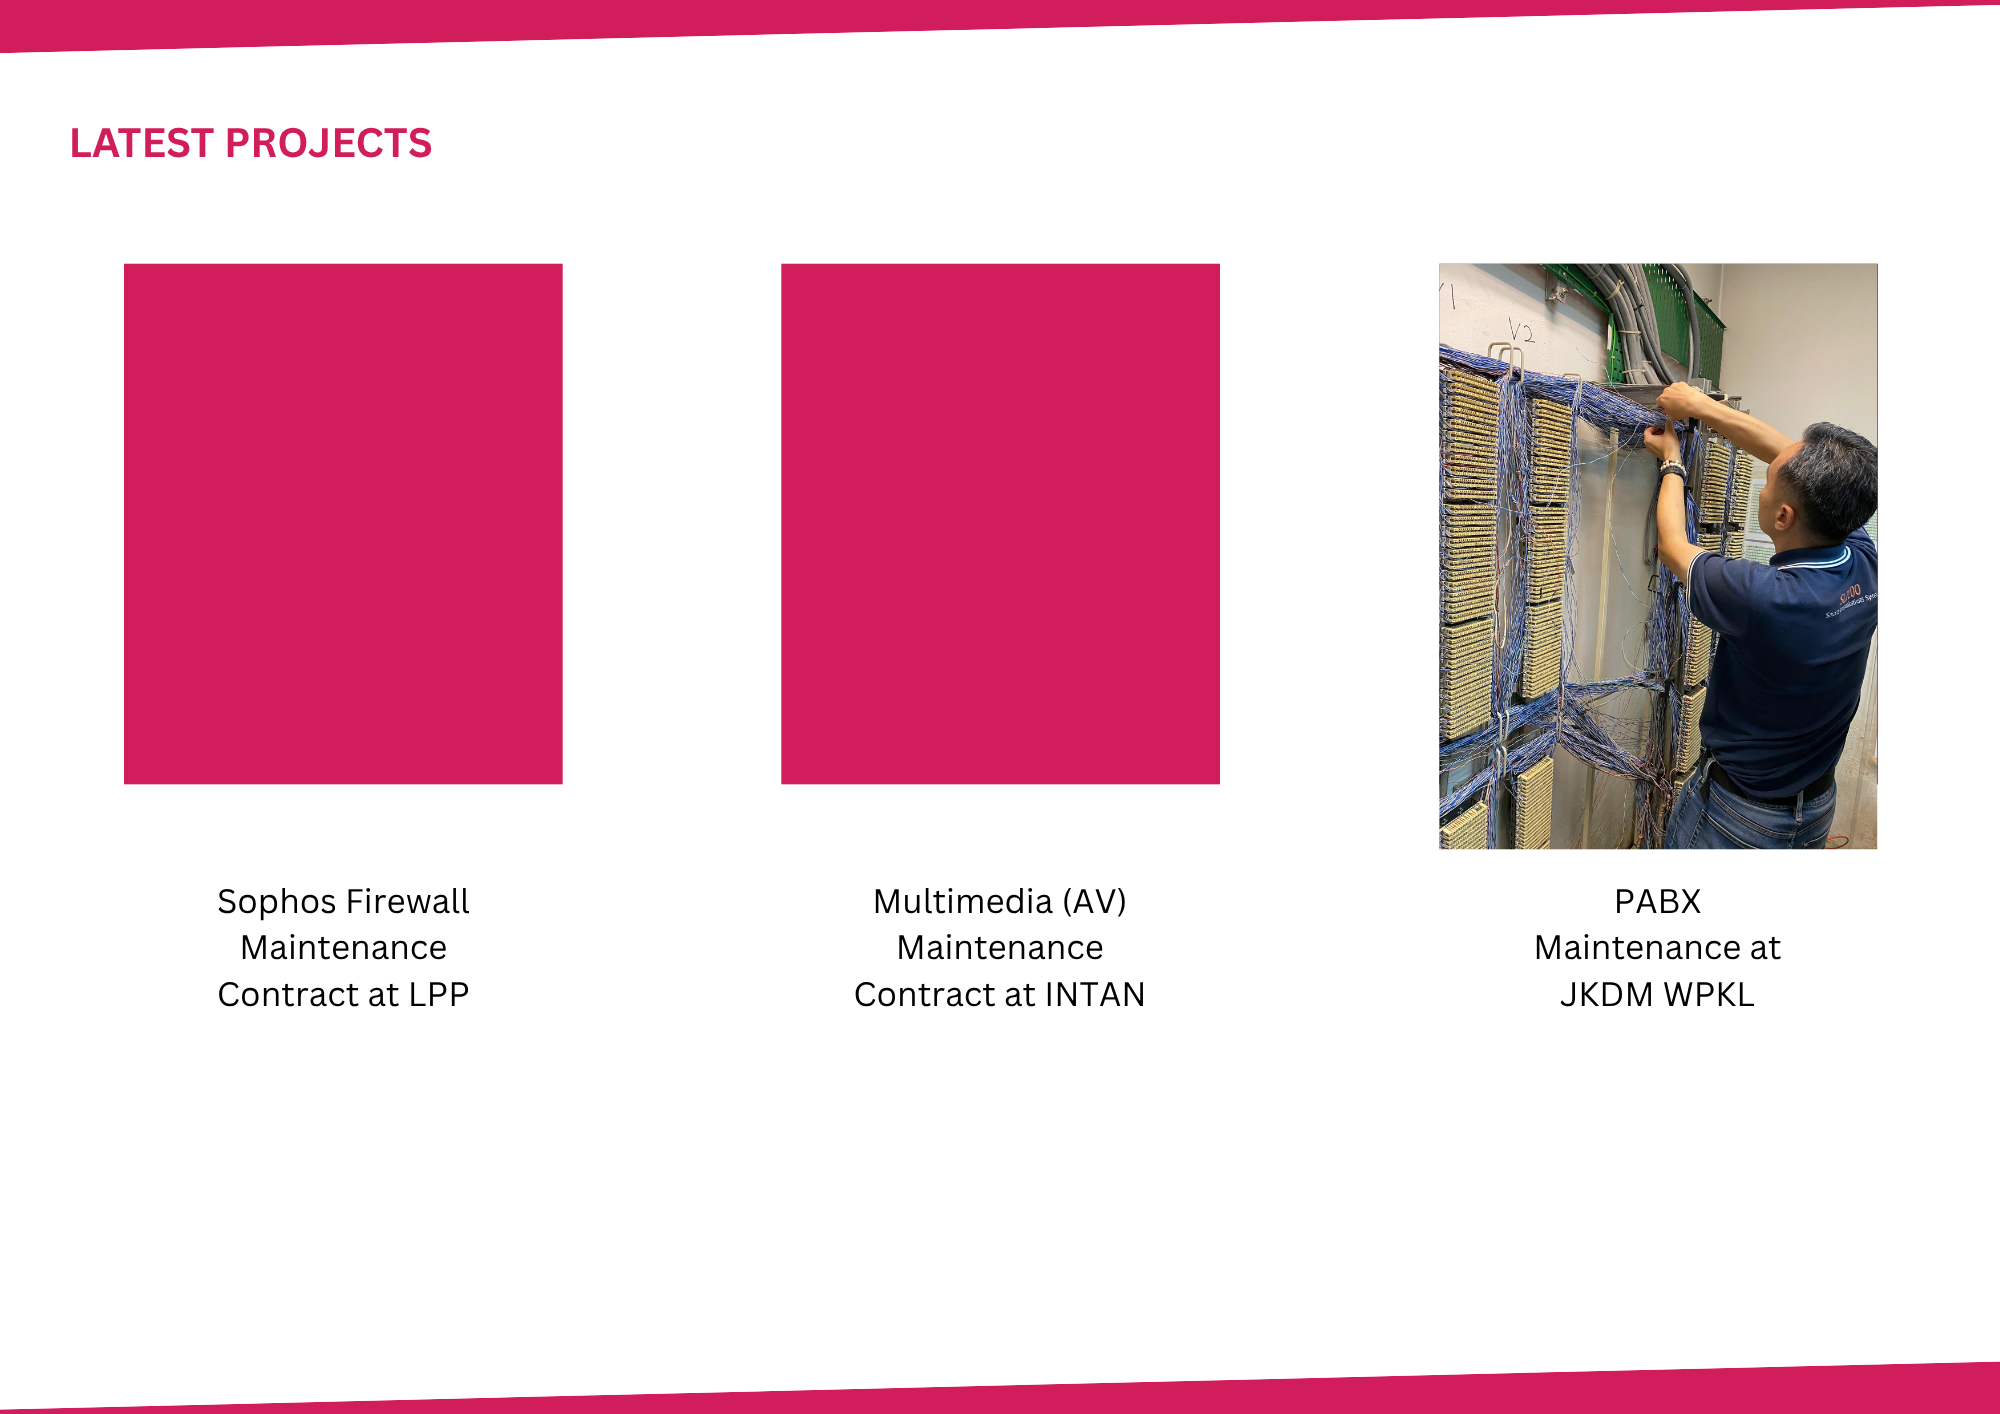 LATEST PROJECTS
V2
Sophos Firewall
Maintenance
Contract at LPP
Multimedia (AV)
Maintenance
Contract at INTAN
PABX
Maintenance at
JKDM WPKL